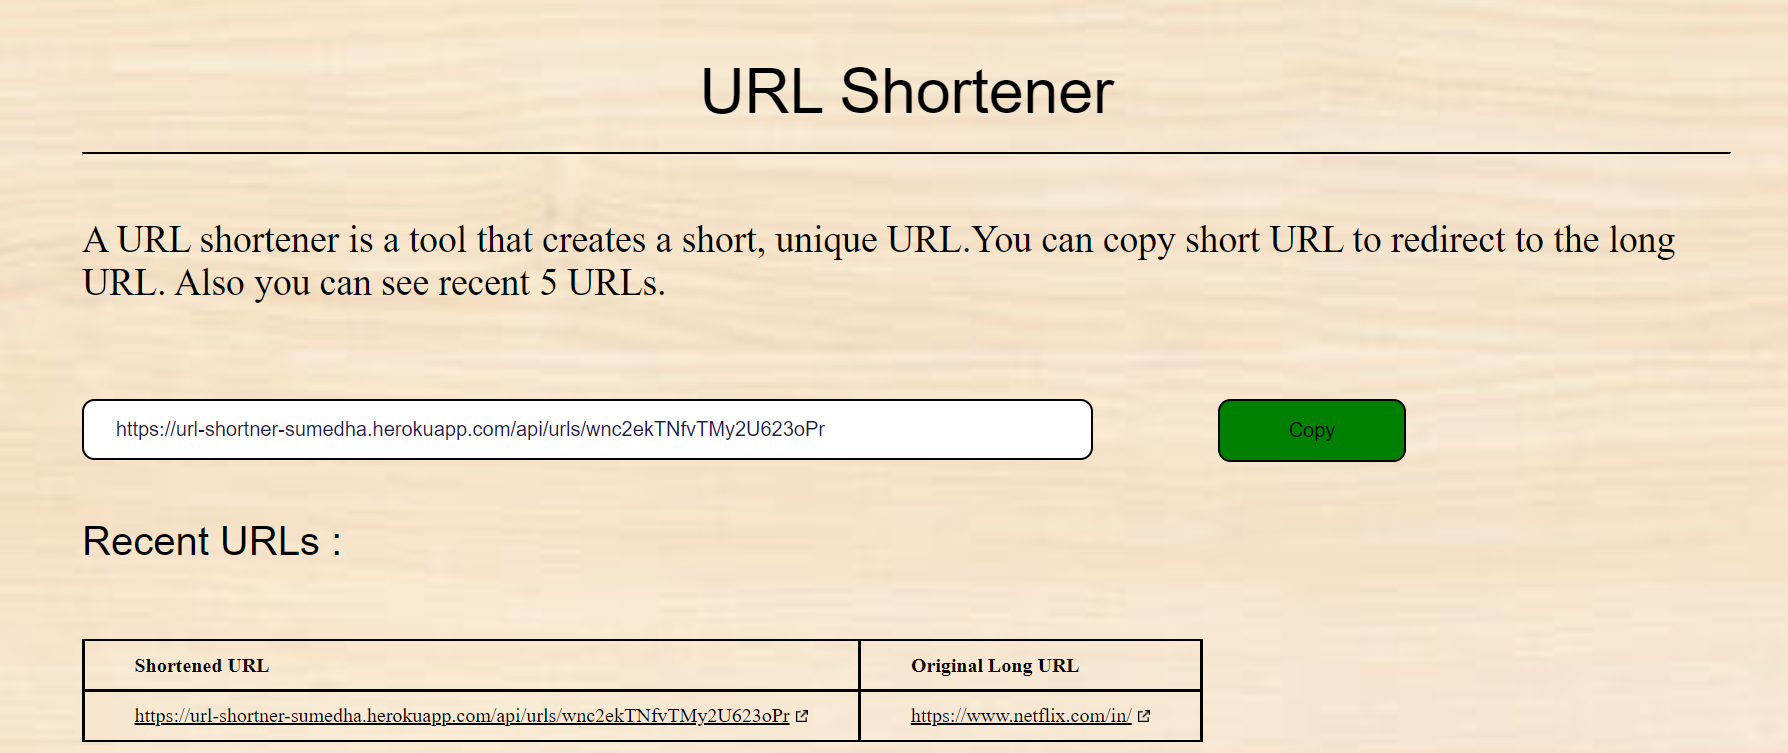 URL Shortener
A URL shortener is a tool that creates a short, unique URL.You can copy short URL to redirect to the long
URL. Also you can see recent 5 URLs.
https://url-shortner-sumedha.herokuapp.com/api/urls/wnc2ekTNfvTMy2U623oPr
Copy
Recent URLs :
Shortened URL
Original Long URL
https://url-shortner-sumedha.herokuapp.com/api/urls/wnc2ekTNfvTMy2U623oPr
https://www.netflix.com/in/